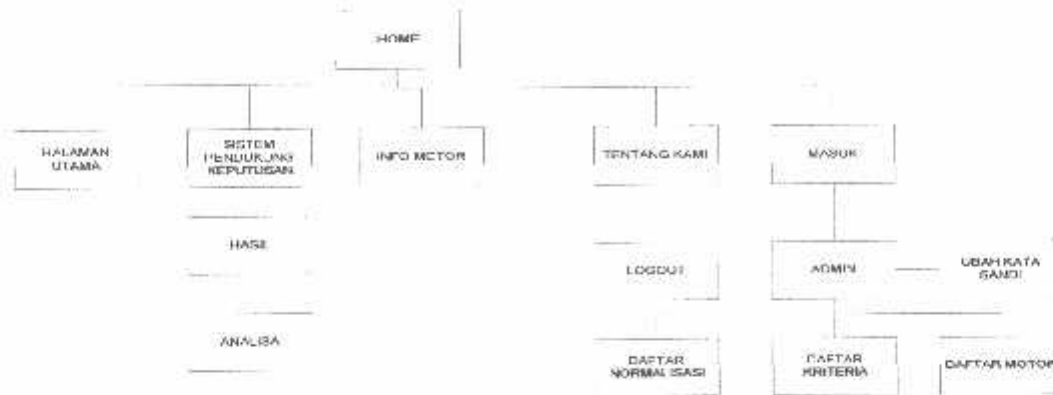 HOME
HALAMAN
UTAMA
SISTEM
PENDUKUNG
KEPUTUSAN
INFO MOTOR
TENTANG KAMI
MASUK
HASIL
LOGOUT
ADMIN
UBAH KATA
SANDI
ANALISA
DAFTAR
NORMALISASI
DAFTAR
KRITERIA
DAFTAR MOTOR